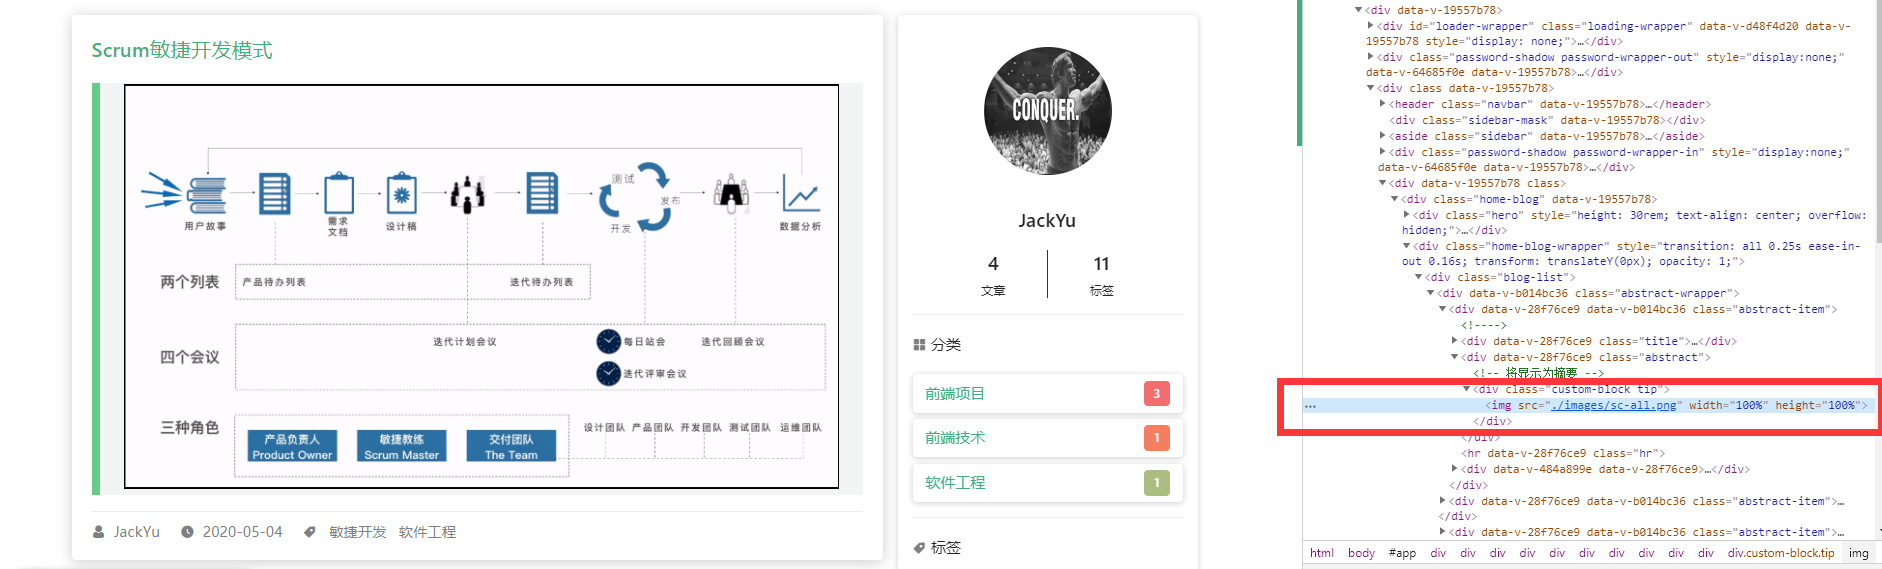 Scrum敏捷开发模式
测试
发布
开发
用户故事
需求
文档
设计稿
数据分析
两个列表
产品待办列表
迭代待办列表
四个会议
迭代计划会议
每日站会
迭代回顾会议
迭代评审会议
三种角色
产品负责人
Product Owner
敏捷教练
Scrum Master
交付团队
The Team
设计团队 产品团队 开发团队 测试团队 运维团队
JackYu 2020-05-04 敏捷开发 软件工程
CONQUER.
JackYu
4 11
文章 标签
分类
前端项目 3
前端技术 1
软件工程 1
标签
<div data-v-19557b78>
<div id="loader-wrapper" class="loading-wrapper" data-v-d48f4d20 data-v-
19557b78 style="display: none;">…</div>
<div class="password-shadow password-wrapper-out" style="display:none;"
data-v-64685f0e data-v-19557b78>…</div>
<div class data-v-19557b78>
<header class="navbar" data-v-19557b78>…</header>
<div class="sidebar-mask" data-v-19557b78></div>
<aside class="sidebar" data-v-19557b78>…</aside>
<div class="password-shadow password-wrapper-in" style="display:none;"
data-v-64685f0e data-v-19557b78>…</div>
<div data-v-19557b78 class>
<div class="home-blog" data-v-19557b78>
<div class="hero" style="height: 30rem; text-align: center; overflow:
hidden;">…</div>
<div class="home-blog-wrapper" style="transition: all 0.25s ease-in-
out 0.16s; transform: translateY(0px); opacity: 1;">
<div class="blog-list">
<div data-v-b014bc36 class="abstract-wrapper">
<div data-v-28f76ce9 data-v-b014bc36 class="abstract-item">
<!---->
<div data-v-28f76ce9 class="title">…</div>
<div data-v-28f76ce9 class="abstract">
<!-- 将显示为摘要 -->
<div class="custom-block tip">
<img src="./images/sc-all.png" width="100%" height="100%">
</div>
</div>
<hr data-v-28f76ce9 class="hr">
<div data-v-484a899e data-v-28f76ce9>…</div>
</div>
<div data-v-28f76ce9 data-v-b014bc36 class="abstract-item">…
</div>
<div data-v-28f76ce9 data-v-b014bc36 class="abstract-item">…
html body #app div div div div div div div div div div div.custom-block.tip img